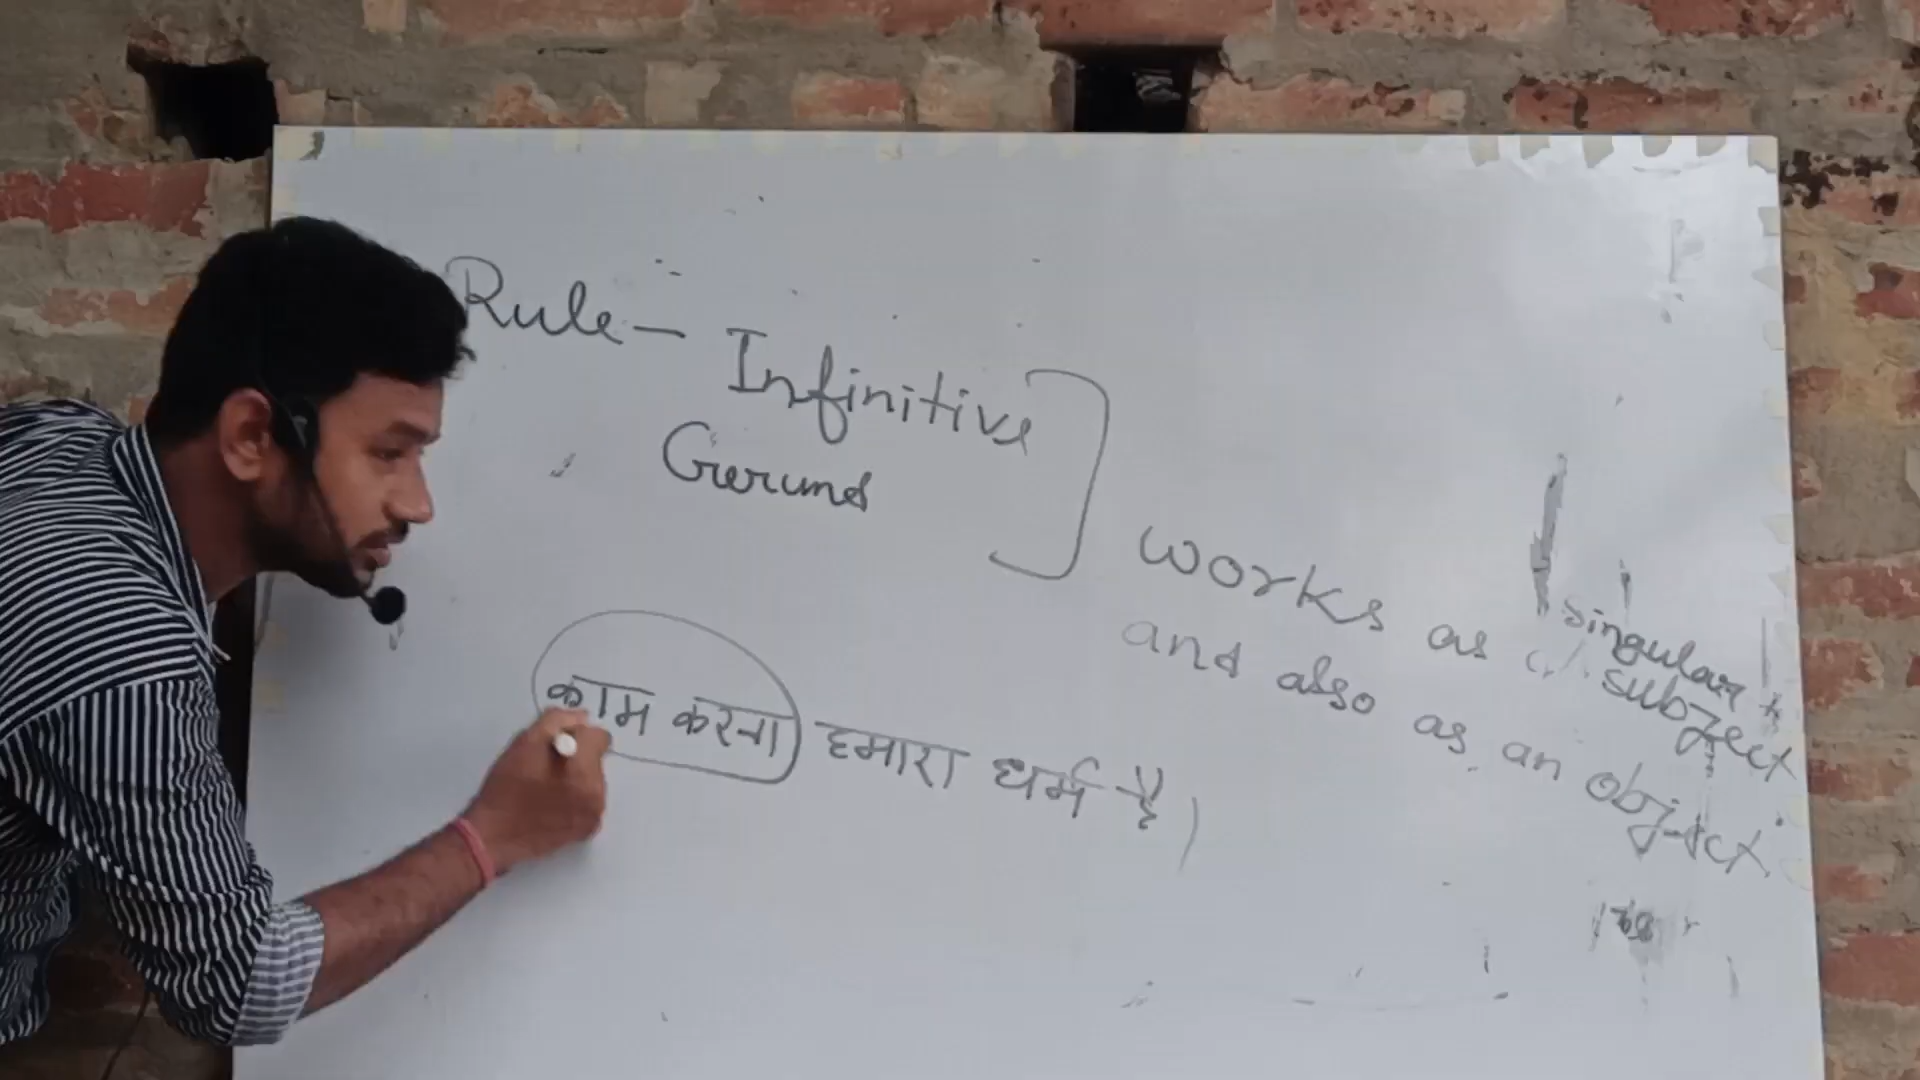 Rule — Infinitive
Gerund
works as singular subject
and also as an object
काम करना हमारा धर्म है।